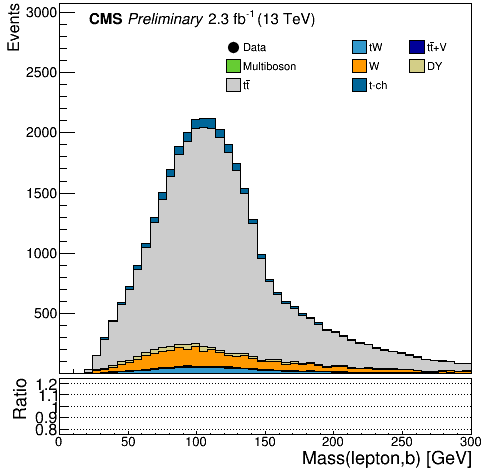 CMS Preliminary 2.3 fb⁻¹ (13 TeV)
Events
3000
2500
2000
1500
1000
500
Data
Multiboson
tt̄
tW
W
t-ch
tt̄+V
DY
Ratio
1.2
1.1
1
0.9
0.8
0 50 100 150 200 250 300
Mass(lepton,b) [GeV]